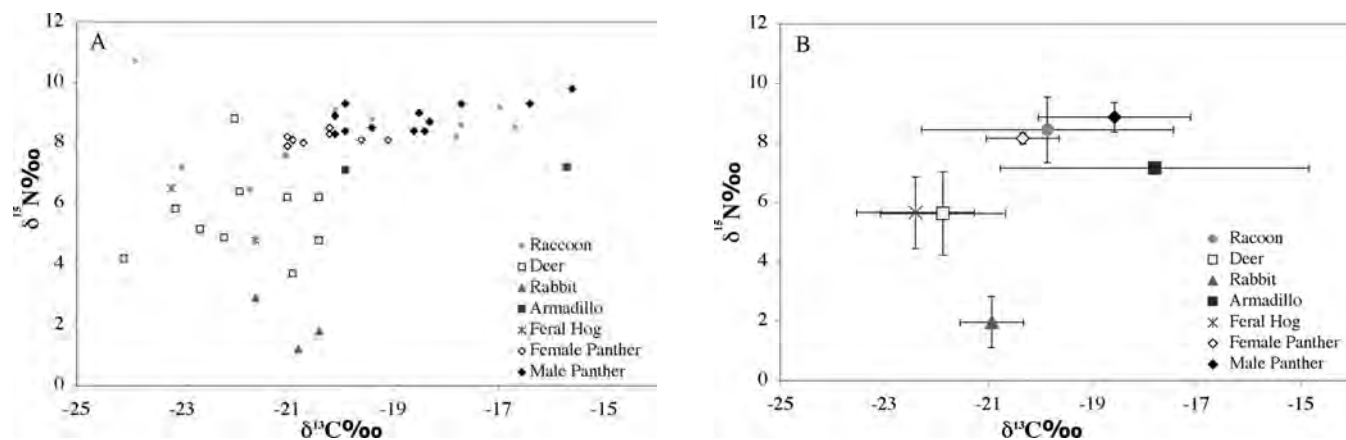 A
12
10
8
6
4
2
0
δ¹⁵N‰
-25
-23
-21
-19
-17
-15
δ¹³C‰
Raccoon
Deer
Rabbit
Armadillo
Feral Hog
Female Panther
Male Panther
B
12
10
8
6
4
2
0
δ¹⁵N‰
-25
-23
-21
-19
-17
-15
δ¹³C‰
Racoon
Deer
Rabbit
Armadillo
Feral Hog
Female Panther
Male Panther